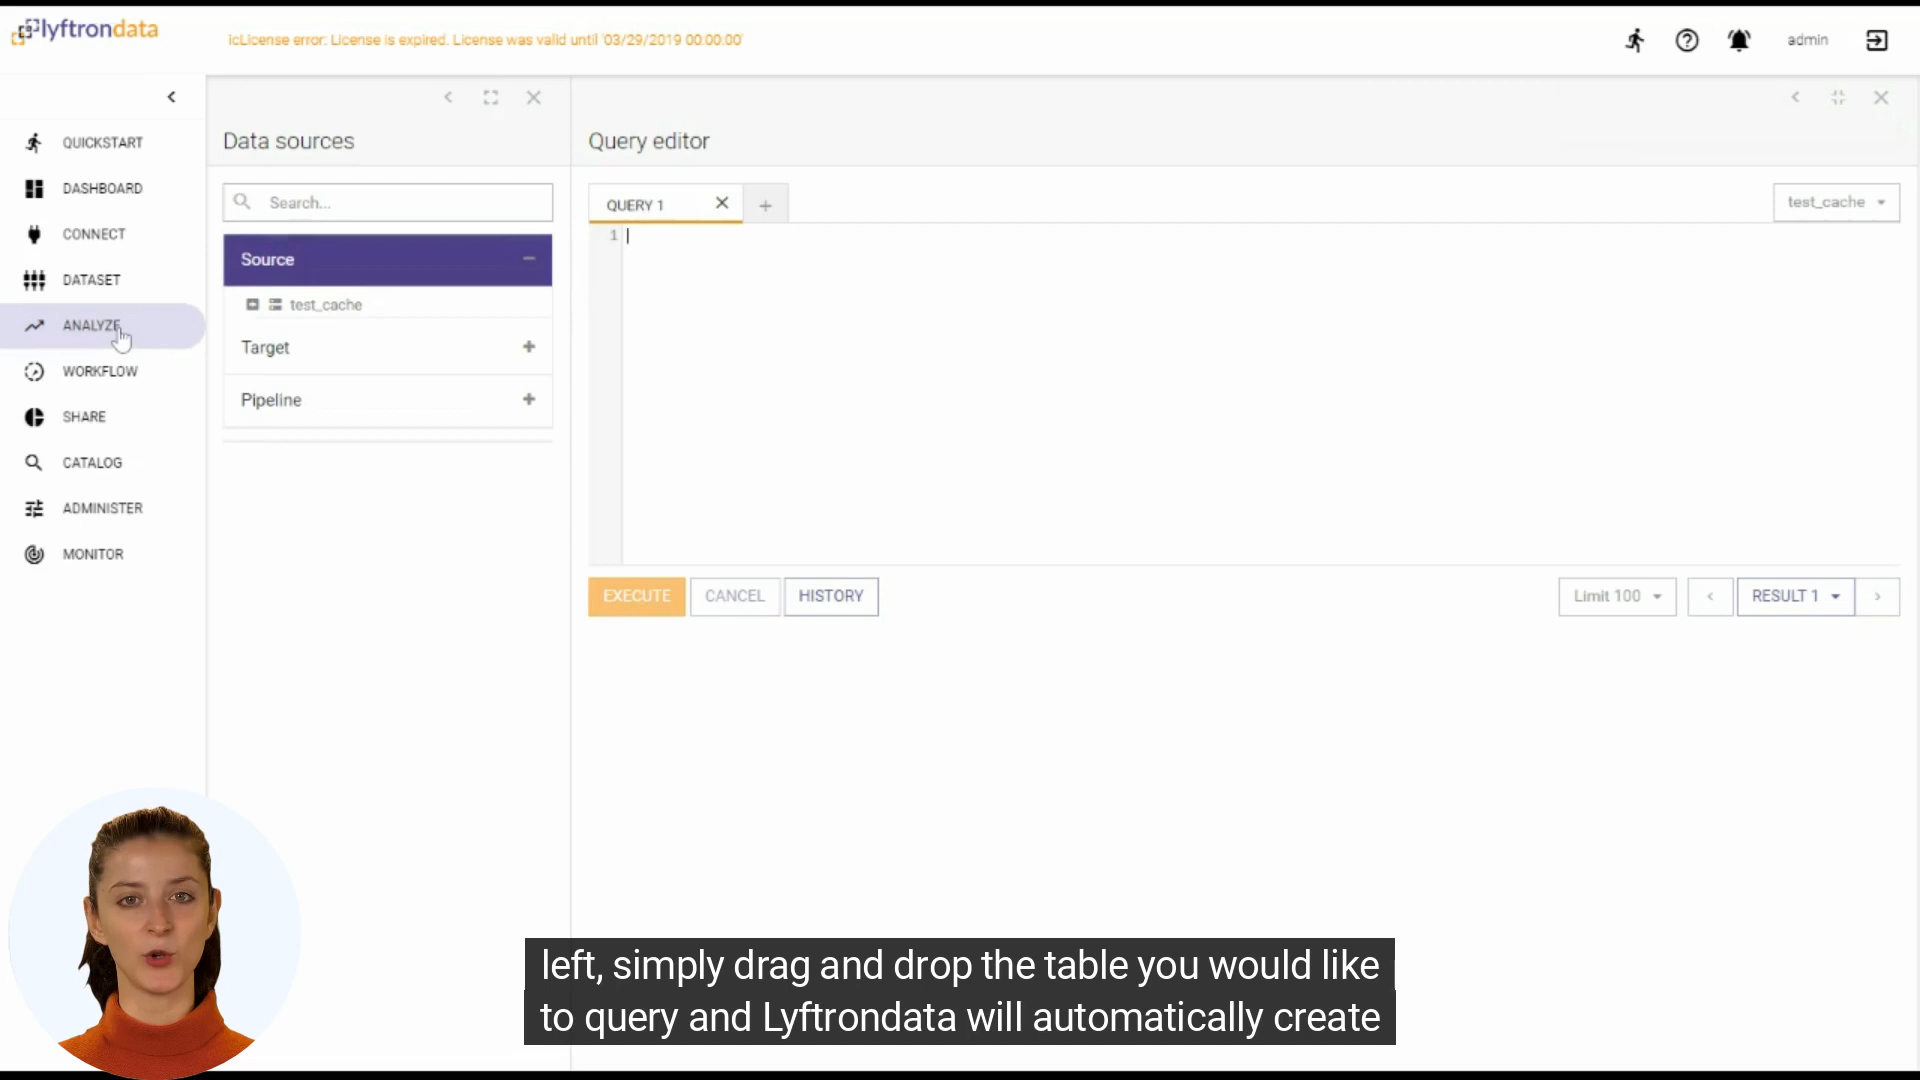 lyftrondata
icLicense error: License is expired. License was valid until '03/29/2019 00:00:00'
admin
QUICKSTART
DASHBOARD
CONNECT
DATASET
ANALYZE
WORKFLOW
SHARE
CATALOG
ADMINISTER
MONITOR
Data sources
Search...
Source
test_cache
Target
Pipeline
Query editor
QUERY 1
test_cache
1
EXECUTE
CANCEL
HISTORY
Limit 100
RESULT 1
left, simply drag and drop the table you would like
to query and Lyftrondata will automatically create